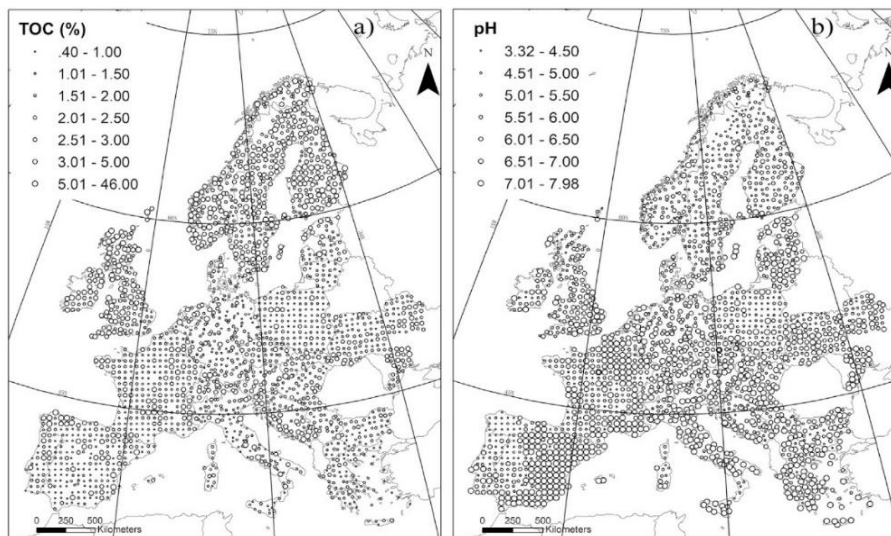 TOC (%)
.40 - 1.00
1.01 - 1.50
1.51 - 2.00
2.01 - 2.50
2.51 - 3.00
3.01 - 5.00
5.01 - 46.00
a)
N
0 250 500
Kilometers
pH
3.32 - 4.50
4.51 - 5.00
5.01 - 5.50
5.51 - 6.00
6.01 - 6.50
6.51 - 7.00
7.01 - 7.98
b)
N
0 250 500
Kilometers